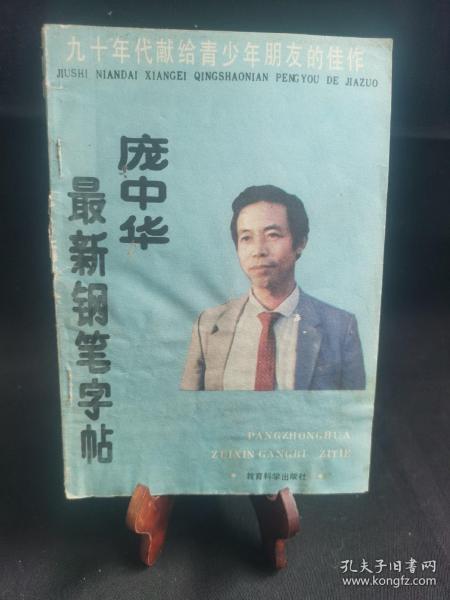 九十年代献给青少年朋友的佳作
JIUSHI NIANDAI XIANGEI QINGSHAONIAN PENGYOU DE JIAZUO
庞中华
最新钢笔字帖
PANGZHONGHUA
ZUIXIN GANGBI ZITIE
教育科学出版社
孔夫子旧书网
www.kongfz.com